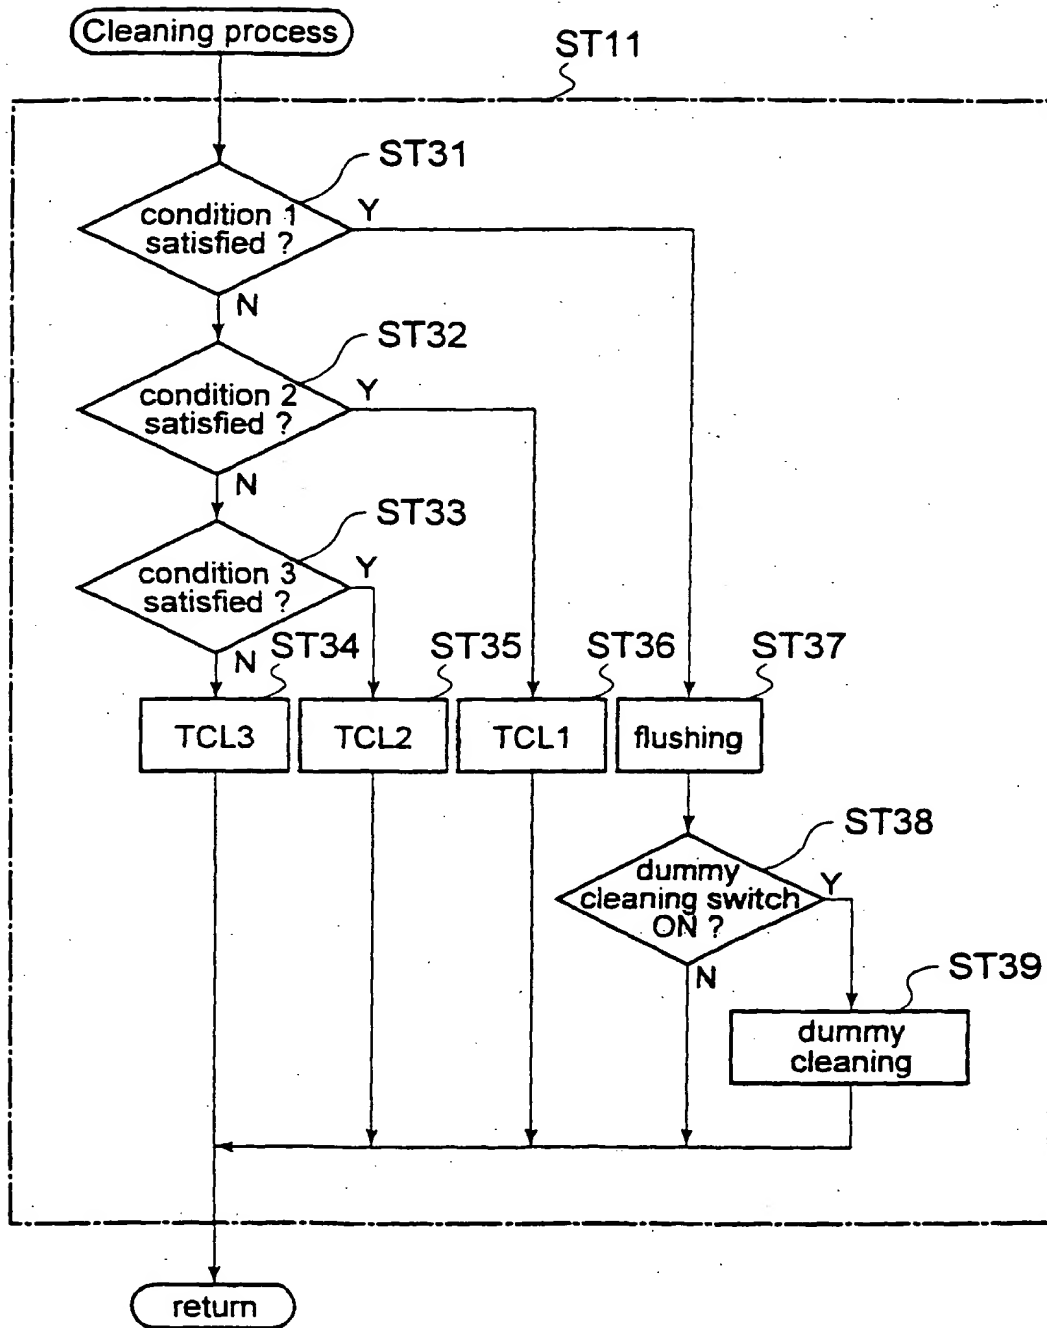 Cleaning process
ST11
ST31
condition 1
satisfied ?
Y
N
ST32
condition 2
satisfied ?
Y
N
ST33
condition 3
satisfied ?
Y
N
ST34
ST35
ST36
ST37
TCL3
TCL2
TCL1
flushing
ST38
dummy
cleaning switch
ON ?
Y
N
ST39
dummy
cleaning
return